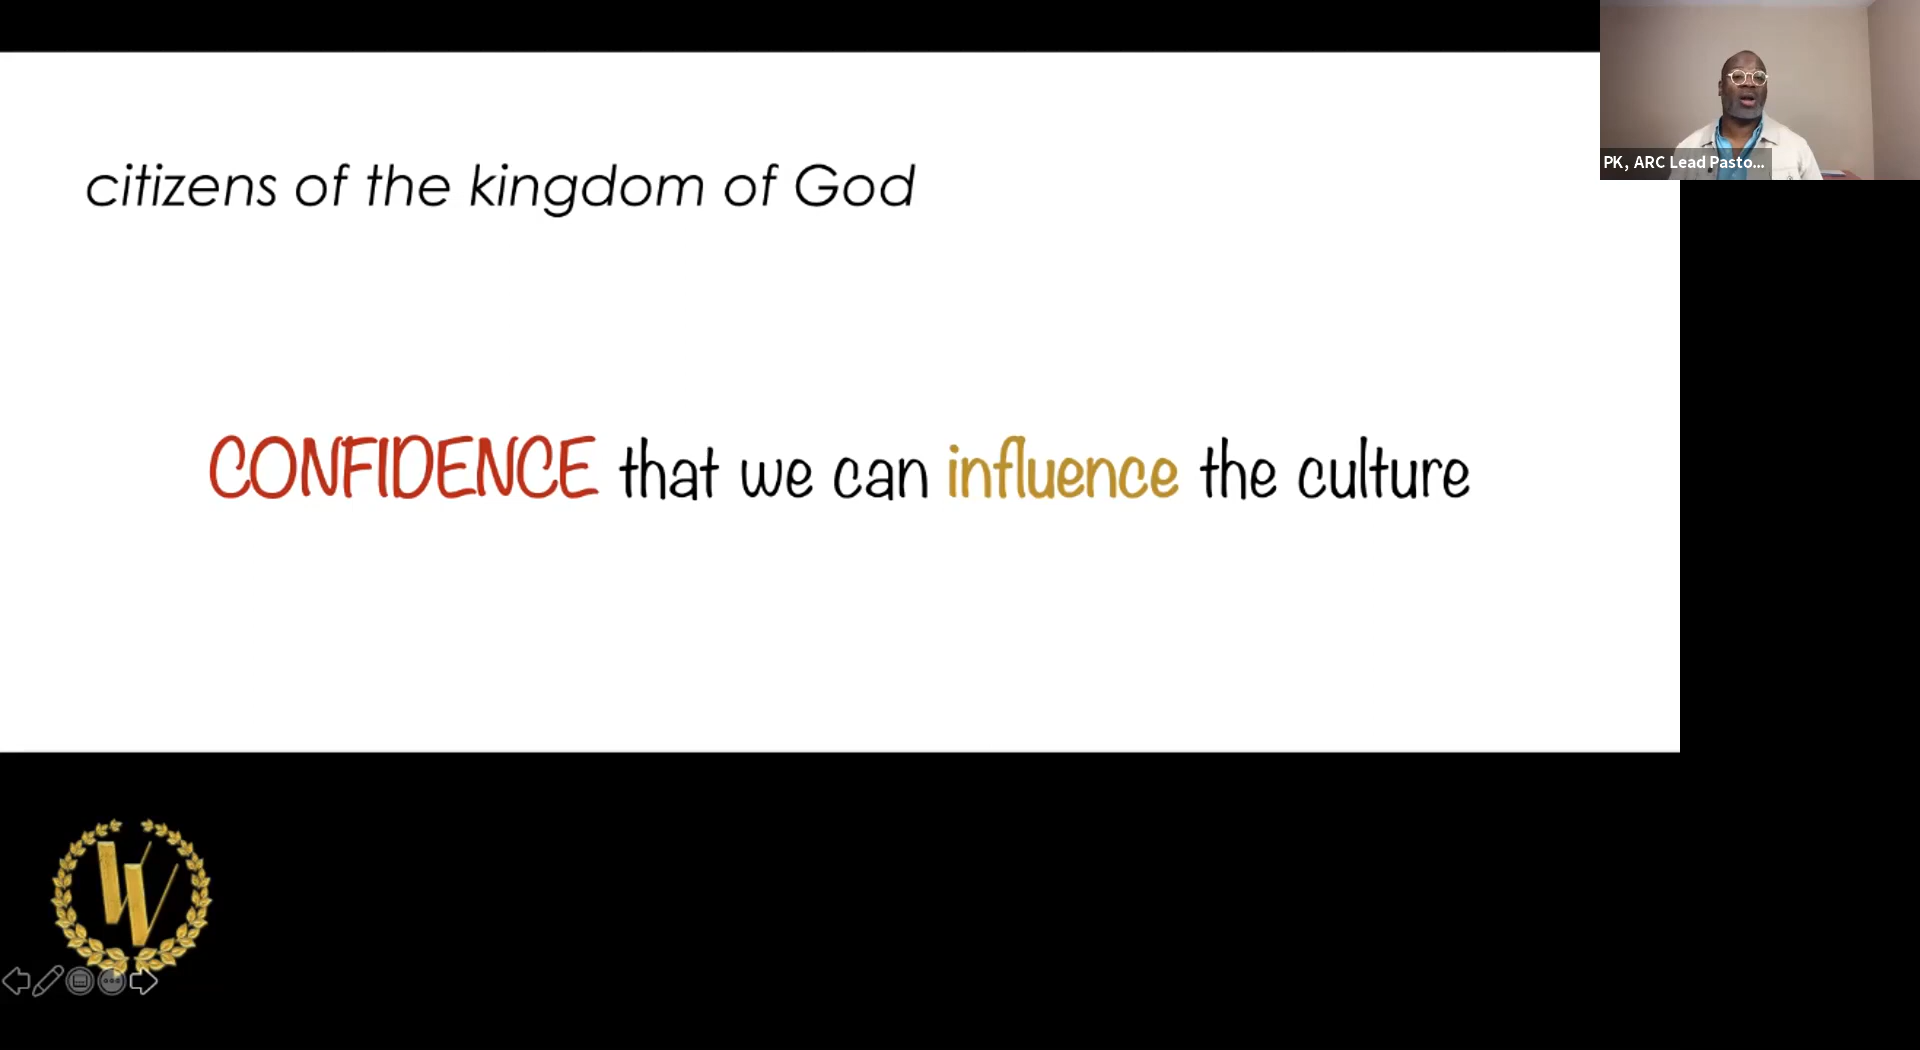 PK, ARC Lead Pasto...
citizens of the kingdom of God
CONFIDENCE that we can influence the culture
W